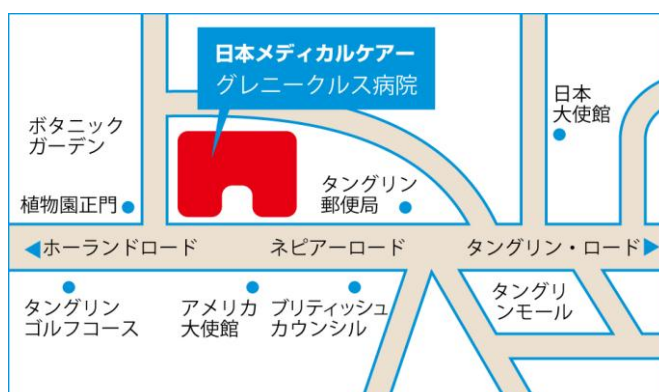 日本メディカルケアー
グレニークルス病院
ボタニック
ガーデン
日本
大使館
植物園正門
タングリン
郵便局
ホーランドロード
ネピアーロード
タングリン・ロード
タングリン
ゴルフコース
アメリカ
大使館
ブリティッシュ
カウンシル
タングリ
ンモール